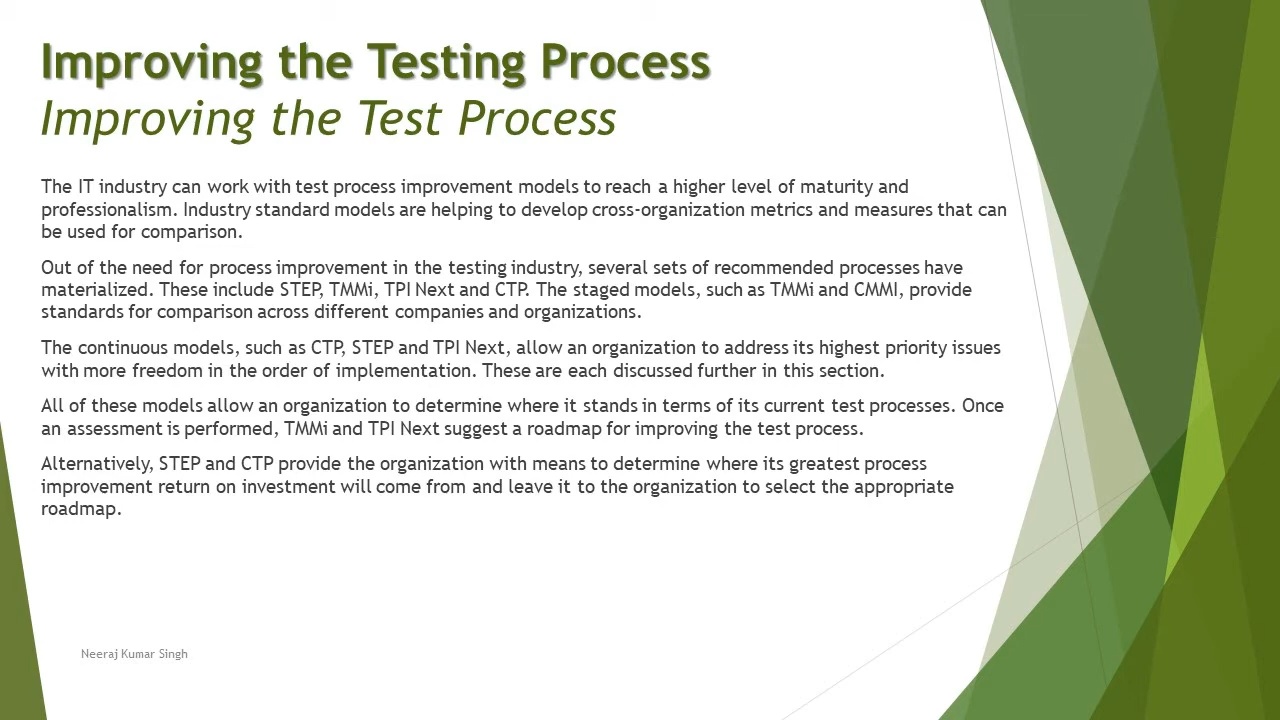 Improving the Testing Process
Improving the Test Process
The IT industry can work with test process improvement models to reach a higher level of maturity and
professionalism. Industry standard models are helping to develop cross-organization metrics and measures that can
be used for comparison.
Out of the need for process improvement in the testing industry, several sets of recommended processes have
materialized. These include STEP, TMMi, TPI Next and CTP. The staged models, such as TMMi and CMMI, provide
standards for comparison across different companies and organizations.
The continuous models, such as CTP, STEP and TPI Next, allow an organization to address its highest priority issues
with more freedom in the order of implementation. These are each discussed further in this section.
All of these models allow an organization to determine where it stands in terms of its current test processes. Once
an assessment is performed, TMMi and TPI Next suggest a roadmap for improving the test process.
Alternatively, STEP and CTP provide the organization with means to determine where its greatest process
improvement return on investment will come from and leave it to the organization to select the appropriate
roadmap.
Neeraj Kumar Singh